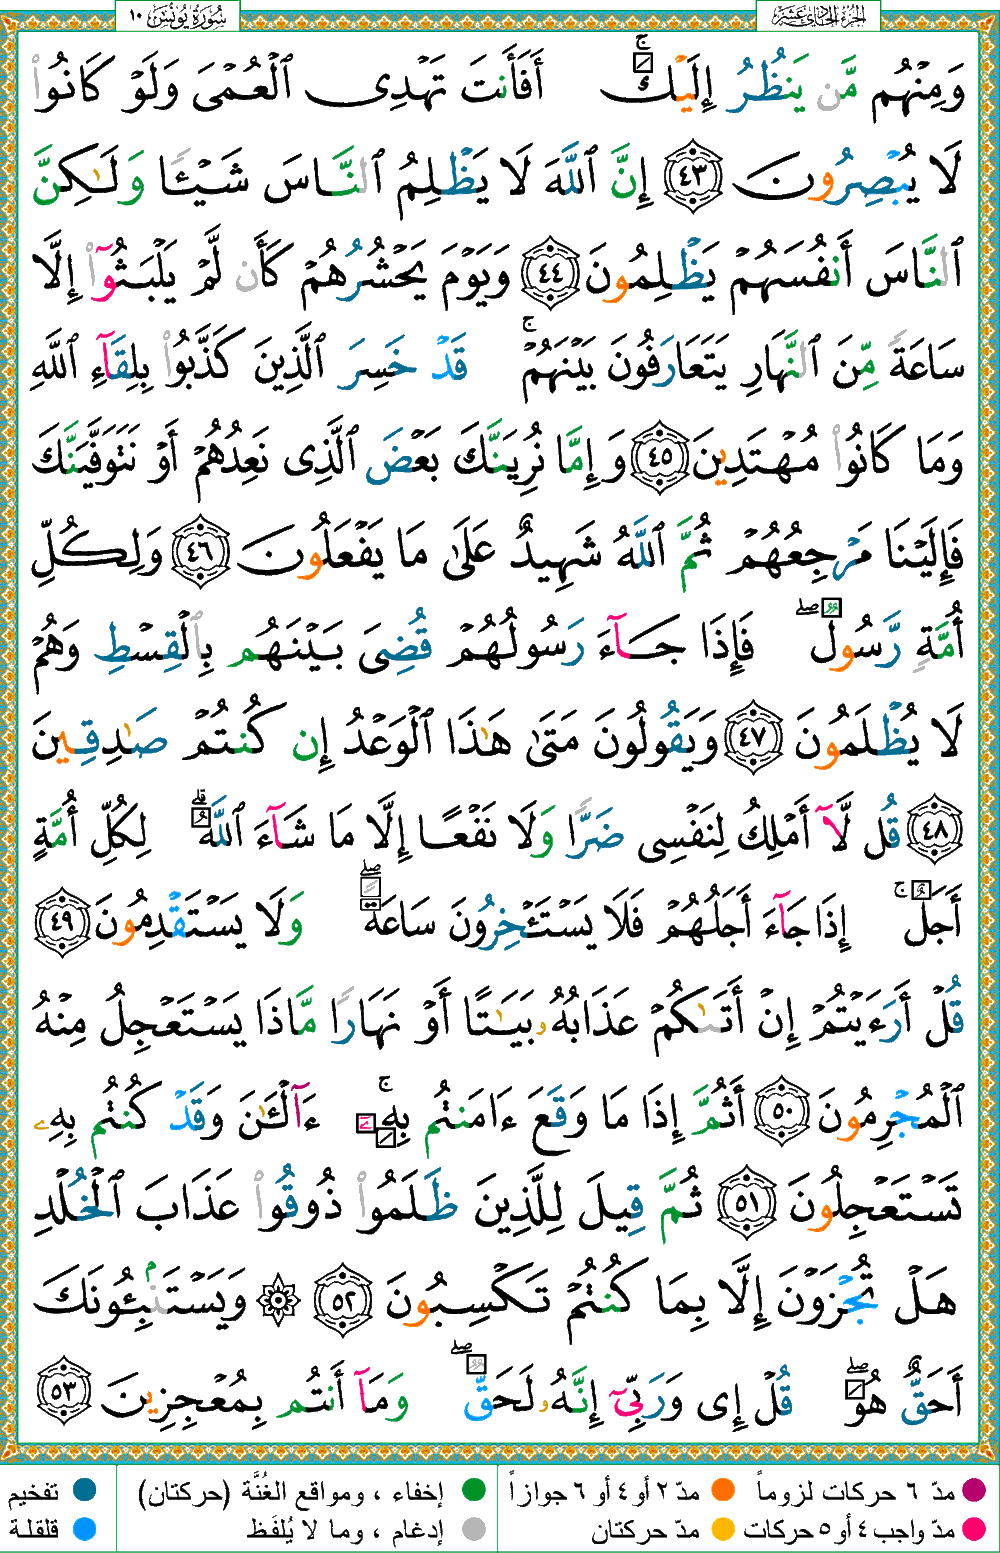 الجزء الحادي عشر
سُورَةُ يُونُسَ ١٠
وَمِنْهُم مَّن يَنظُرُ إِلَيْكَ ۚ أَفَأَنتَ تَهْدِى ٱلْعُمْىَ وَلَوْ كَانُوا۟
لَا يُبْصِرُونَ ٤٣ إِنَّ ٱللَّهَ لَا يَظْلِمُ ٱلنَّاسَ شَيْـًٔا وَلَـٰكِنَّ
ٱلنَّاسَ أَنفُسَهُمْ يَظْلِمُونَ ٤٤ وَيَوْمَ يَحْشُرُهُمْ كَأَن لَّمْ يَلْبَثُوٓا۟ إِلَّا
سَاعَةً مِّنَ ٱلنَّهَارِ يَتَعَارَفُونَ بَيْنَهُمْ ۚ قَدْ خَسِرَ ٱلَّذِينَ كَذَّبُوا۟ بِلِقَآءِ ٱللَّهِ
وَمَا كَانُوا۟ مُهْتَدِينَ ٤٥ وَإِمَّا نُرِيَنَّكَ بَعْضَ ٱلَّذِى نَعِدُهُمْ أَوْ نَتَوَفَّيَنَّكَ
فَإِلَيْنَا مَرْجِعُهُمْ ثُمَّ ٱللَّهُ شَهِيدٌ عَلَىٰ مَا يَفْعَلُونَ ٤٦ وَلِكُلِّ
أُمَّةٍ رَّسُولٌ ۖ فَإِذَا جَآءَ رَسُولُهُمْ قُضِىَ بَيْنَهُم بِٱلْقِسْطِ وَهُمْ
لَا يُظْلَمُونَ ٤٧ وَيَقُولُونَ مَتَىٰ هَـٰذَا ٱلْوَعْدُ إِن كُنتُمْ صَـٰدِقِينَ
٤٨ قُل لَّآ أَمْلِكُ لِنَفْسِى ضَرًّا وَلَا نَفْعًا إِلَّا مَا شَآءَ ٱللَّهُ ۗ لِكُلِّ أُمَّةٍ
أَجَلٌ ۚ إِذَا جَآءَ أَجَلُهُمْ فَلَا يَسْتَـْٔخِرُونَ سَاعَةً ۖ وَلَا يَسْتَقْدِمُونَ ٤٩
قُلْ أَرَءَيْتُمْ إِنْ أَتَىٰكُمْ عَذَابُهُۥ بَيَـٰتًا أَوْ نَهَارًا مَّاذَا يَسْتَعْجِلُ مِنْهُ
ٱلْمُجْرِمُونَ ٥٠ أَثُمَّ إِذَا مَا وَقَعَ ءَامَنتُم بِهِۦٓ ۚ ءَآلْـَٔـٰنَ وَقَدْ كُنتُم بِهِۦ
تَسْتَعْجِلُونَ ٥١ ثُمَّ قِيلَ لِلَّذِينَ ظَلَمُوا۟ ذُوقُوا۟ عَذَابَ ٱلْخُلْدِ
هَلْ تُجْزَوْنَ إِلَّا بِمَا كُنتُمْ تَكْسِبُونَ ٥٢ ۞ وَيَسْتَنۢبِـُٔونَكَ
أَحَقٌّ هُوَ ۖ قُلْ إِى وَرَبِّىٓ إِنَّهُۥ لَحَقٌّ ۖ وَمَآ أَنتُم بِمُعْجِزِينَ ٥٣
مدّ ٦ حركات لزوماً مدّ ٢ أو ٤ أو ٦ جوازاً إخفاء ، ومواقع الغُنَّة (حركتان) تفخيم
مدّ واجب ٤ أو ٥ حركات مدّ حركتان إدغام ، وما لا يُلفَظ قلقلة